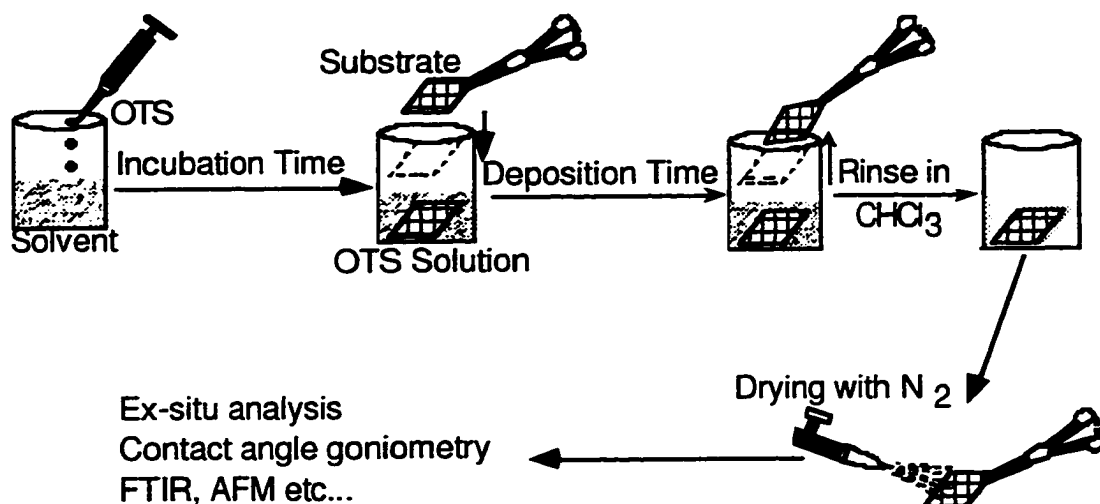 Substrate
OTS
Incubation Time
Deposition Time
Rinse in
CHCl3
Solvent
OTS Solution
Drying with N 2
Ex-situ analysis
Contact angle goniometry
FTIR, AFM etc...